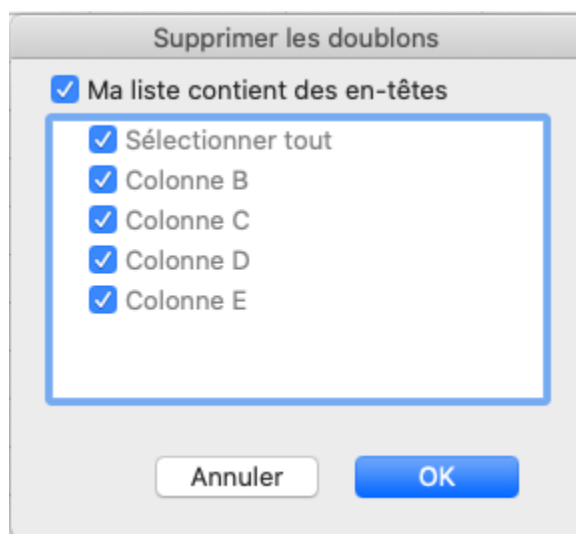 Supprimer les doublons
Ma liste contient des en-têtes
Sélectionner tout
Colonne B
Colonne C
Colonne D
Colonne E
Annuler
OK